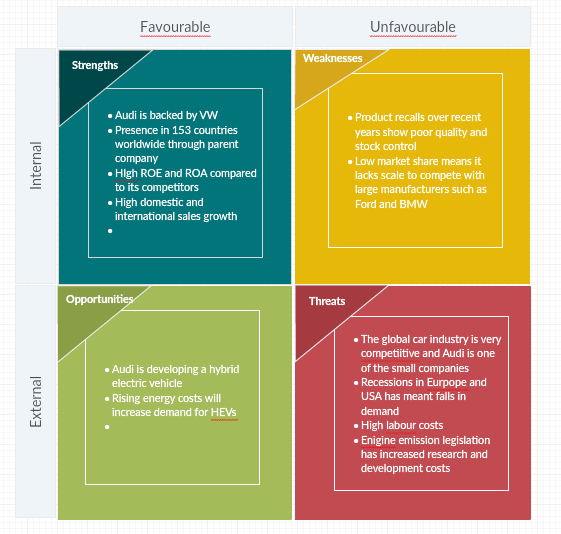 Favourable
Unfavourable
Internal
Strengths
• Audi is backed by VW
• Presence in 153 countries
worldwide through parent
company
• High ROE and ROA compared
to its competitors
• High domestic and
international sales growth
•
Weaknesses
• Product recalls over recent
years show poor quality and
stock control
• Low market share means it
lacks scale to compete with
large manufacturers such as
Ford and BMW
External
Opportunities
• Audi is developing a hybrid
electric vehicle
• Rising energy costs will
increase demand for HEVs
•
Threats
• The global car industry is very
competiitive and Audi is one
of the small companies
• Recessions in Eurpope and
USA has meant falls in
demand
• High labour costs
• Enigine emission legislation
has increased research and
development costs